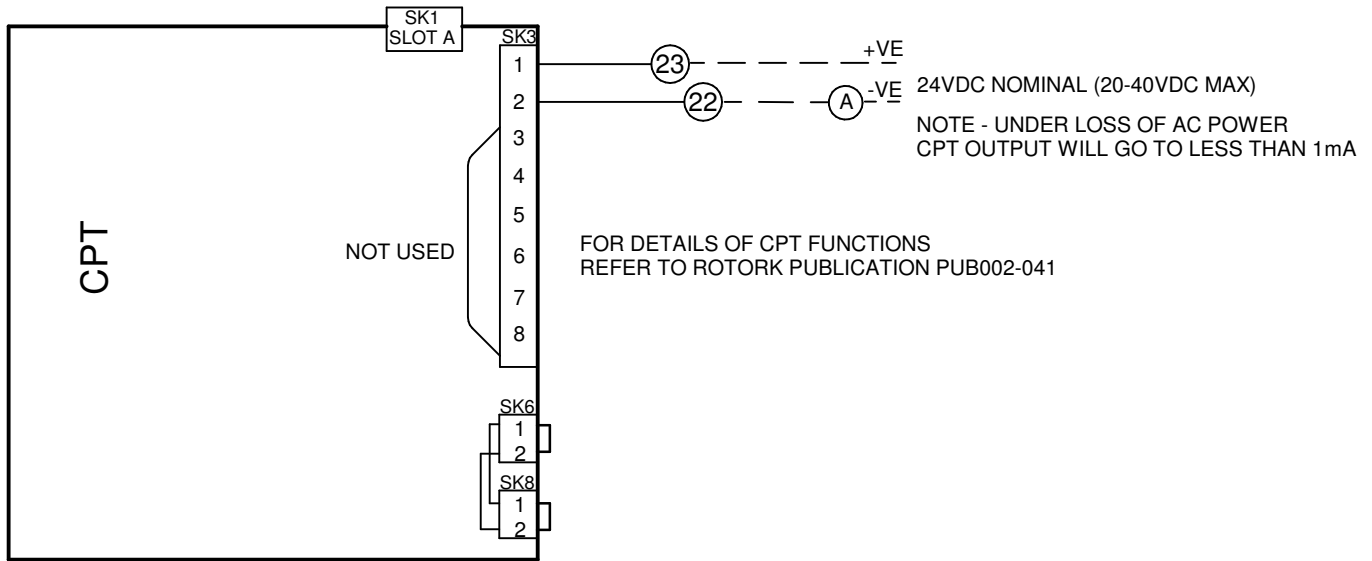 SK1
SLOT A
SK3
1
2
3
4
5
6
7
8
23
+VE
22
A
-VE
24VDC NOMINAL (20-40VDC MAX)
NOTE - UNDER LOSS OF AC POWER
CPT OUTPUT WILL GO TO LESS THAN 1mA
CPT
NOT USED
FOR DETAILS OF CPT FUNCTIONS
REFER TO ROTORK PUBLICATION PUB002-041
SK6
1
2
SK8
1
2